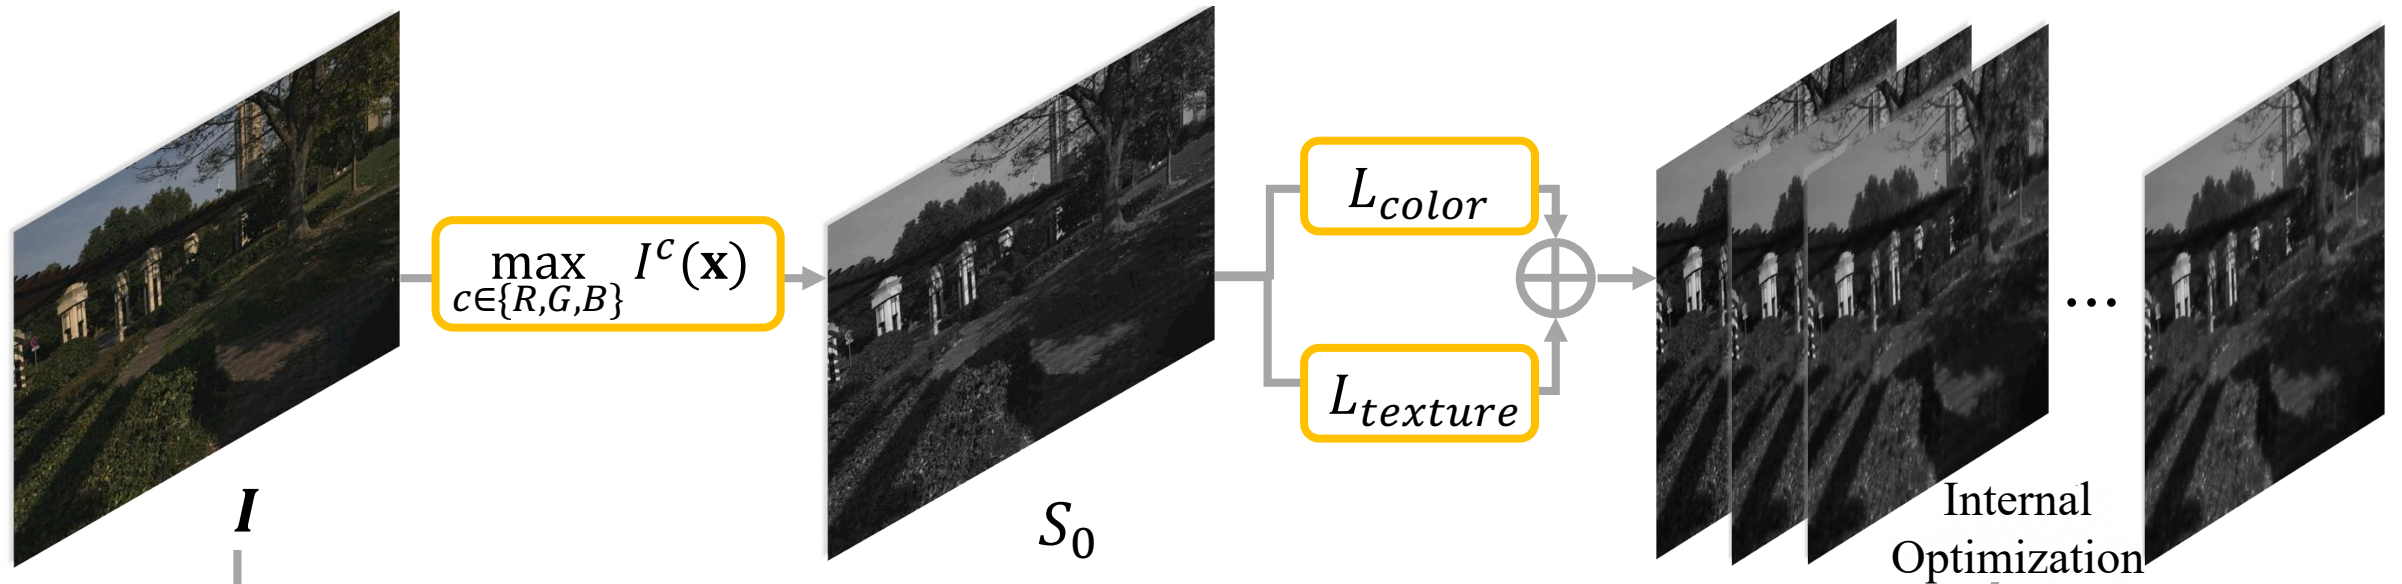 I
max I^c(x)
c∈{R,G,B}
S_0
L_color
L_texture
...
Internal
Optimization